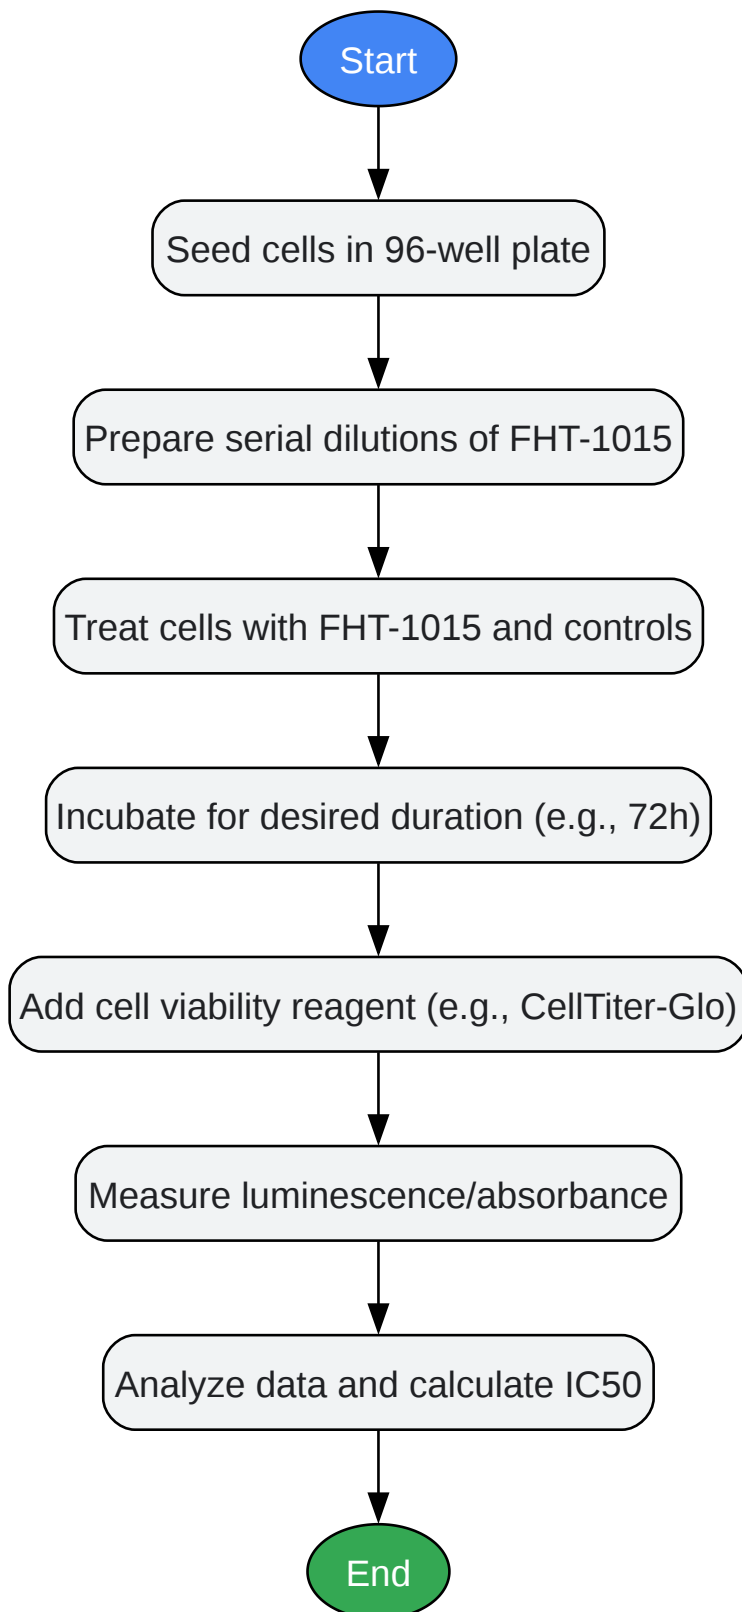 Start
Seed cells in 96-well plate
Prepare serial dilutions of FHT-1015
Treat cells with FHT-1015 and controls
Incubate for desired duration (e.g., 72h)
Add cell viability reagent (e.g., CellTiter-Glo)
Measure luminescence/absorbance
Analyze data and calculate IC50
End